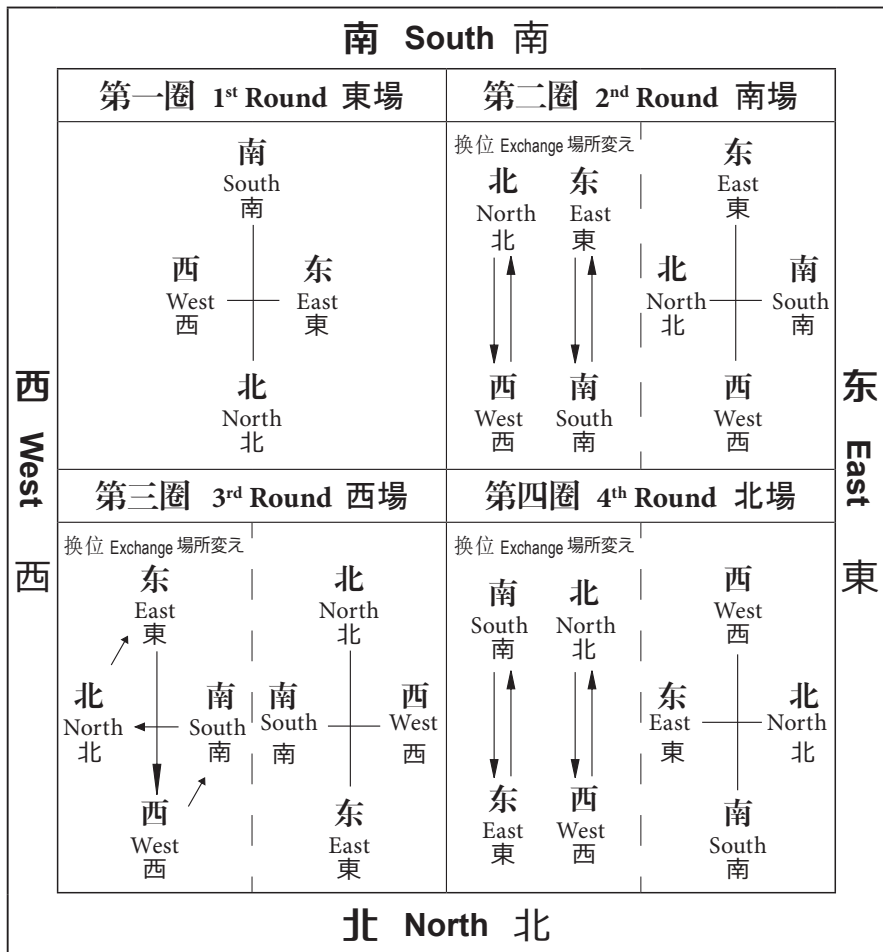 南 South 南
第一圈 1st Round 東場
南
South
南
西
West
西
东
East
東
北
North
北
第二圈 2nd Round 南場
换位 Exchange 場所変え
北
North
北
东
East
東
西
West
西
南
South
南
东
East
東
北
North
北
南
South
南
西
West
西
西 West 西
东 East 東
第三圈 3rd Round 西場
换位 Exchange 場所変え
东
East
東
北
North
北
南
South
南
西
West
西
北
North
北
南
South
南
西
West
西
东
East
東
第四圈 4th Round 北場
换位 Exchange 場所変え
南
South
南
北
North
北
东
East
東
西
West
西
西
West
西
东
East
東
北
North
北
南
South
南
北 North 北